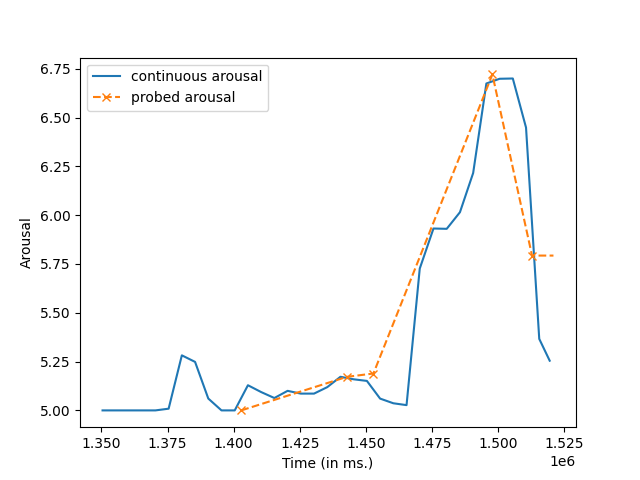 continuous arousal
probed arousal
6.75
6.50
6.25
6.00
5.75
5.50
5.25
5.00
Arousal
1.350 1.375 1.400 1.425 1.450 1.475 1.500 1.525
Time (in ms.)
1e6